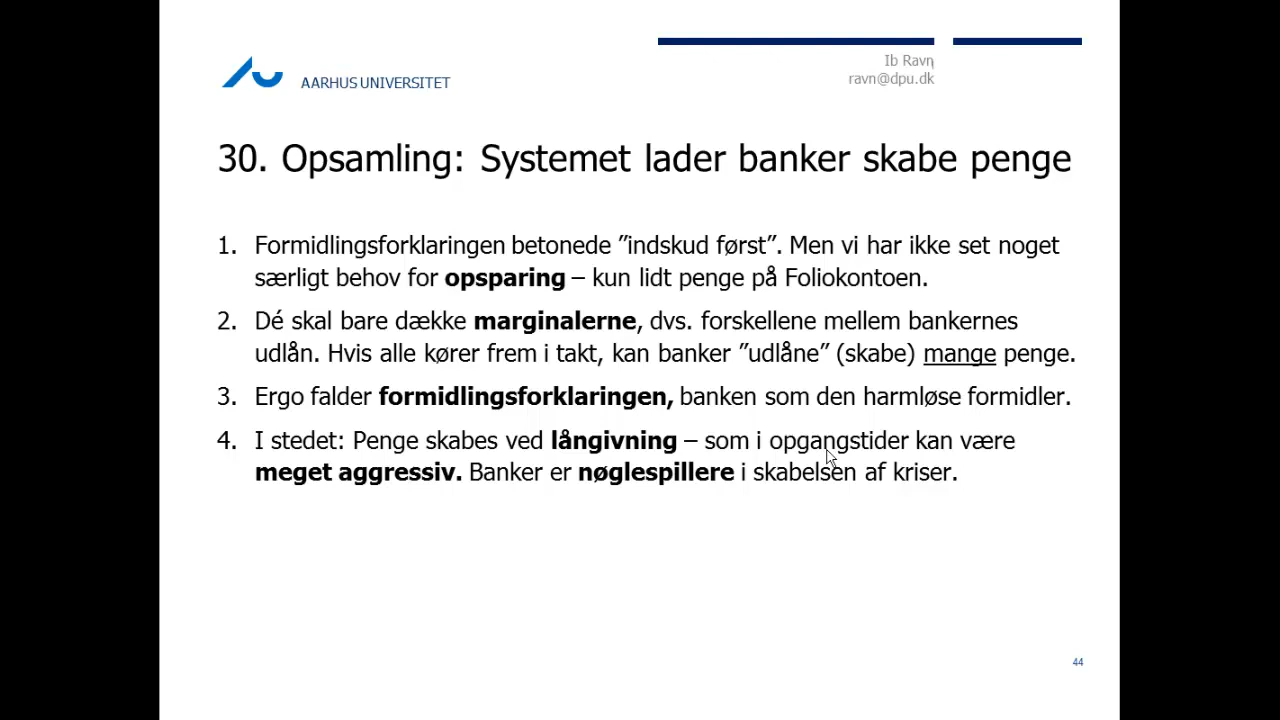 AARHUS UNIVERSITET
Ib Ravn
ravn@dpu.dk
30. Opsamling: Systemet lader banker skabe penge
1. Formidlingsforklaringen betonede ”indskud først”. Men vi har ikke set noget
særligt behov for opsparing – kun lidt penge på Foliokontoen.
2. Dé skal bare dække marginalerne, dvs. forskellene mellem bankernes
udlån. Hvis alle kører frem i takt, kan banker ”udlåne” (skabe) mange penge.
3. Ergo falder formidlingsforklaringen, banken som den harmløse formidler.
4. I stedet: Penge skabes ved långivning – som i opgangstider kan være
meget aggressiv. Banker er nøglespillere i skabelsen af kriser.
44